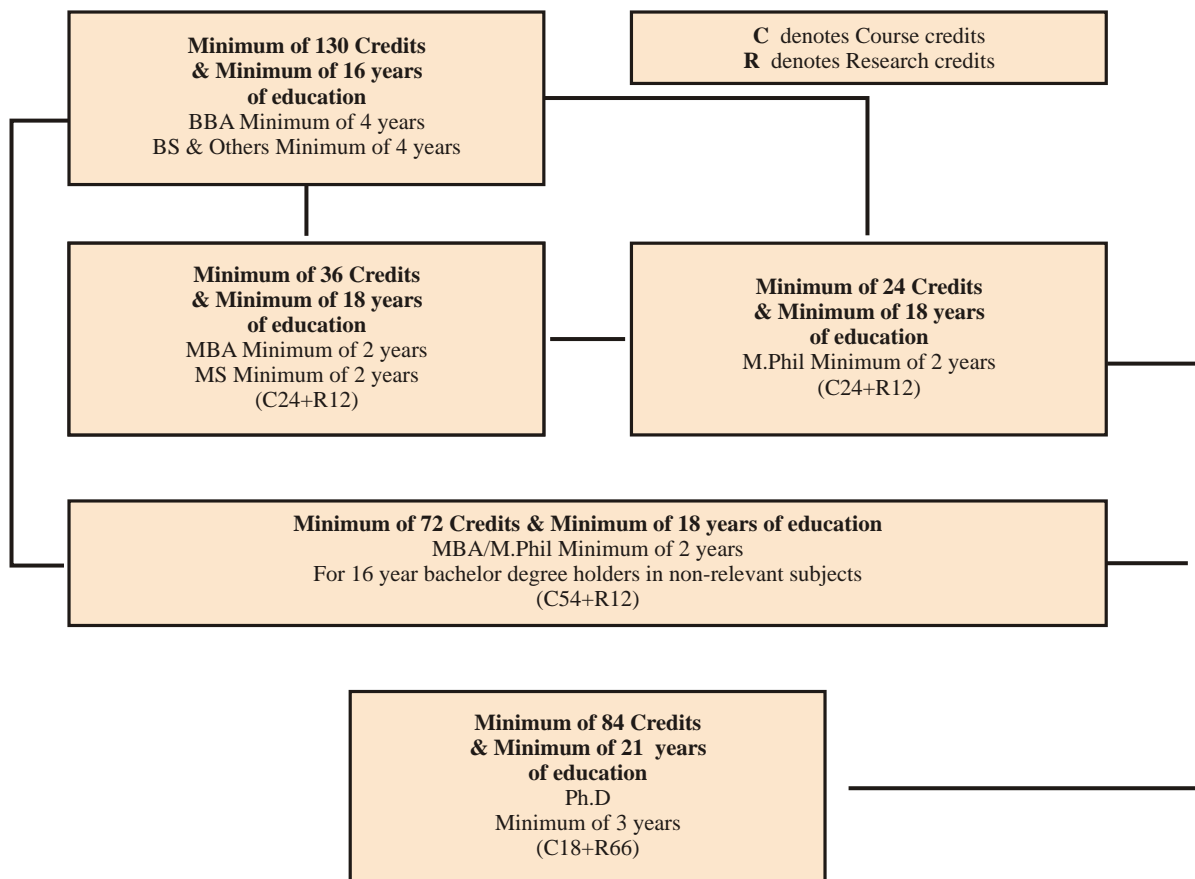 Minimum of 130 Credits
& Minimum of 16 years
of education
BBA Minimum of 4 years
BS & Others Minimum of 4 years
C denotes Course credits
R denotes Research credits
Minimum of 36 Credits
& Minimum of 18 years
of education
MBA Minimum of 2 years
MS Minimum of 2 years
(C24+R12)
Minimum of 24 Credits
& Minimum of 18 years
of education
M.Phil Minimum of 2 years
(C24+R12)
Minimum of 72 Credits & Minimum of 18 years of education
MBA/M.Phil Minimum of 2 years
For 16 year bachelor degree holders in non-relevant subjects
(C54+R12)
Minimum of 84 Credits
& Minimum of 21 years
of education
Ph.D
Minimum of 3 years
(C18+R66)